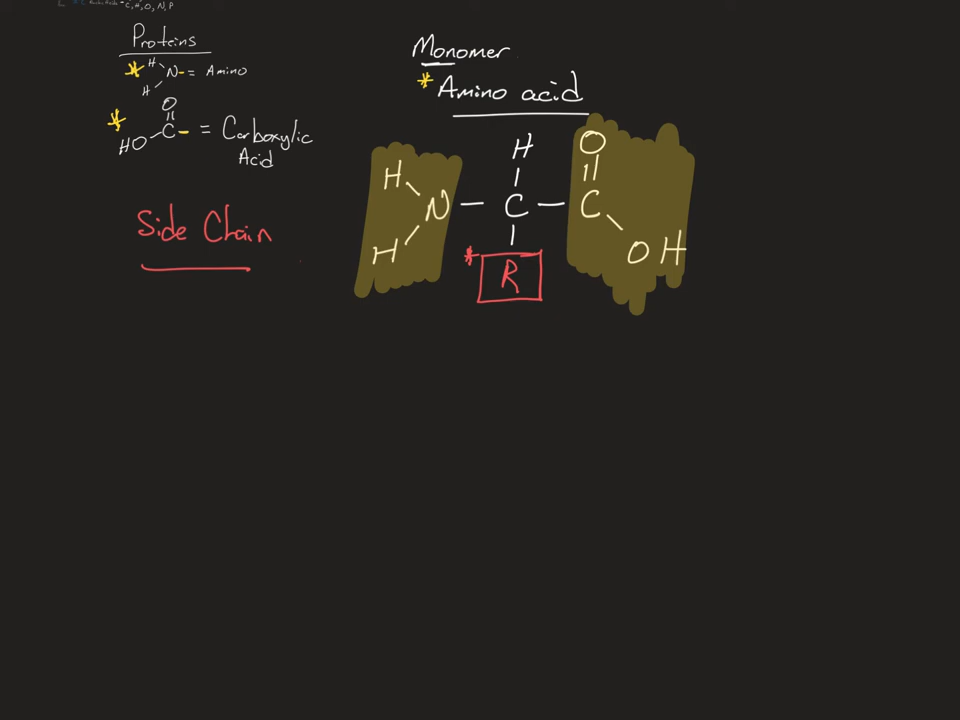 C, H, O, N, P
Proteins
* H
N- = Amino
H
* O
HO C- = Carboxylic
Acid
Side Chain
Monomer
* Amino acid
H O
H
N - C - C
H OH
* R